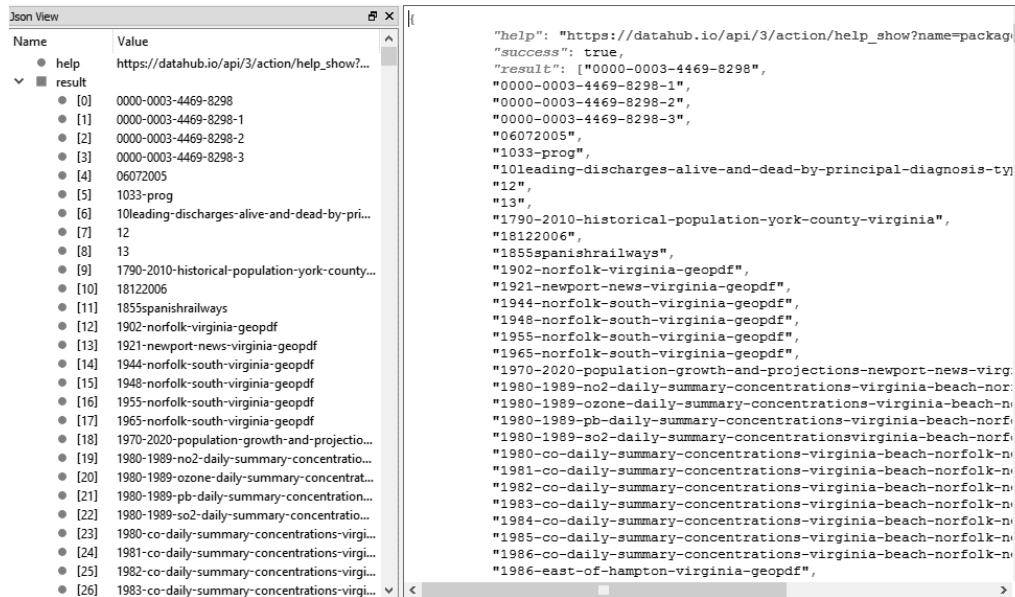 Json View
Name Value
help https://datahub.io/api/3/action/help_show?...
result
[0] 0000-0003-4469-8298
[1] 0000-0003-4469-8298-1
[2] 0000-0003-4469-8298-2
[3] 0000-0003-4469-8298-3
[4] 06072005
[5] 1033-prog
[6] 10leading-discharges-alive-and-dead-by-pri...
[7] 12
[8] 13
[9] 1790-2010-historical-population-york-county...
[10] 18122006
[11] 1855spanishrailways
[12] 1902-norfolk-virginia-geopdf
[13] 1921-newport-news-virginia-geopdf
[14] 1944-norfolk-south-virginia-geopdf
[15] 1948-norfolk-south-virginia-geopdf
[16] 1955-norfolk-south-virginia-geopdf
[17] 1965-norfolk-south-virginia-geopdf
[18] 1970-2020-population-growth-and-projectio...
[19] 1980-1989-no2-daily-summary-concentratio...
[20] 1980-1989-ozone-daily-summary-concentrat...
[21] 1980-1989-pb-daily-summary-concentration...
[22] 1980-1989-so2-daily-summary-concentratio...
[23] 1980-co-daily-summary-concentrations-virgi...
[24] 1981-co-daily-summary-concentrations-virgi...
[25] 1982-co-daily-summary-concentrations-virgi...
[26] 1983-co-daily-summary-concentrations-virgi...
{
"help": "https://datahub.io/api/3/action/help_show?name=package
"success": true,
"result": ["0000-0003-4469-8298",
"0000-0003-4469-8298-1",
"0000-0003-4469-8298-2",
"0000-0003-4469-8298-3",
"06072005",
"1033-prog",
"10leading-discharges-alive-and-dead-by-principal-diagnosis-ty
"12",
"13",
"1790-2010-historical-population-york-county-virginia",
"18122006",
"1855spanishrailways",
"1902-norfolk-virginia-geopdf",
"1921-newport-news-virginia-geopdf",
"1944-norfolk-south-virginia-geopdf",
"1948-norfolk-south-virginia-geopdf",
"1955-norfolk-south-virginia-geopdf",
"1965-norfolk-south-virginia-geopdf",
"1970-2020-population-growth-and-projections-newport-news-virg
"1980-1989-no2-daily-summary-concentrations-virginia-beach-nor
"1980-1989-ozone-daily-summary-concentrations-virginia-beach-n
"1980-1989-pb-daily-summary-concentrations-virginia-beach-norf
"1980-1989-so2-daily-summary-concentrationsvirginia-beach-norf
"1980-co-daily-summary-concentrations-virginia-beach-norfolk-n
"1981-co-daily-summary-concentrations-virginia-beach-norfolk-n
"1982-co-daily-summary-concentrations-virginia-beach-norfolk-n
"1983-co-daily-summary-concentrations-virginia-beach-norfolk-n
"1984-co-daily-summary-concentrations-virginia-beach-norfolk-n
"1985-co-daily-summary-concentrations-virginia-beach-norfolk-n
"1986-co-daily-summary-concentrations-virginia-beach-norfolk-n
"1986-east-of-hampton-virginia-geopdf",